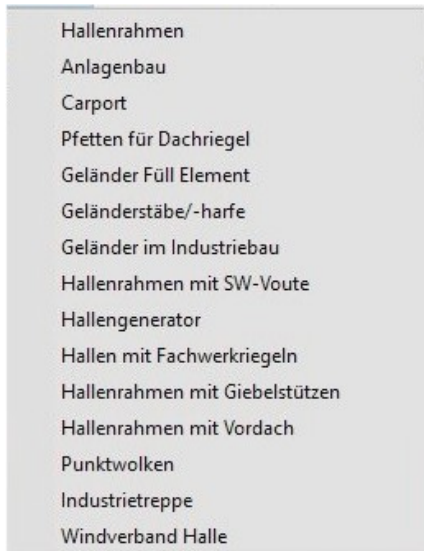 Hallenrahmen
Anlagenbau
Carport
Pfetten für Dachriegel
Geländer Füll Element
Geländerstäbe/-harfe
Geländer im Industriebau
Hallenrahmen mit SW-Voute
Hallengenerator
Hallen mit Fachwerkriegeln
Hallenrahmen mit Giebelstützen
Hallenrahmen mit Vordach
Punktwolken
Industrietreppe
Windverband Halle